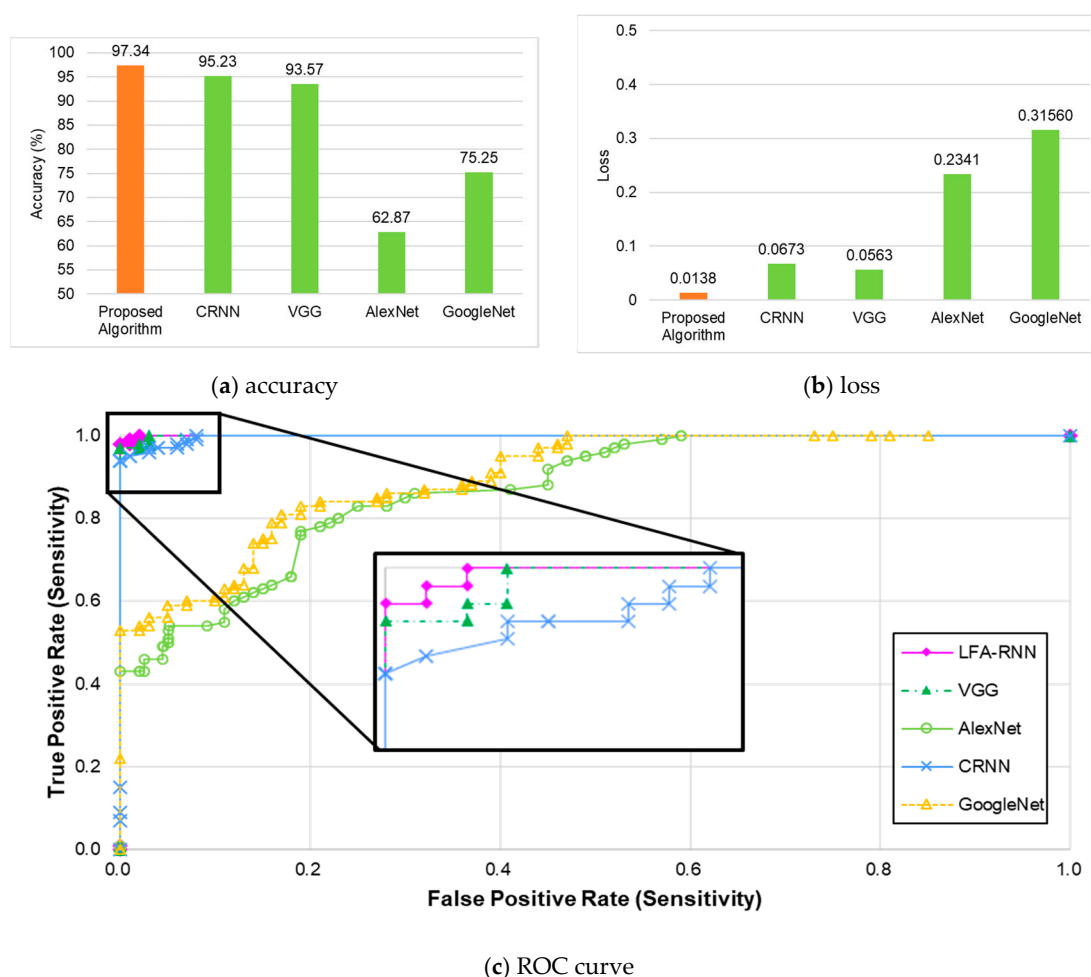 100
95
90
85
80
75
70
65
60
55
50
Accuracy (%)
97.34
95.23
93.57
62.87
75.25
Proposed
Algorithm
CRNN
VGG
AlexNet
GoogleNet
(a) accuracy
0.5
0.4
0.3
0.2
0.1
0
Loss
0.0138
0.0673
0.0563
0.2341
0.31560
Proposed
Algorithm
CRNN
VGG
AlexNet
GoogleNet
(b) loss
1.0
0.8
0.6
0.4
0.2
0.0
True Positive Rate (Sensitivity)
LFA-RNN
VGG
AlexNet
CRNN
GoogleNet
0.0
0.2
0.4
0.6
0.8
1.0
False Positive Rate (Sensitivity)
(c) ROC curve